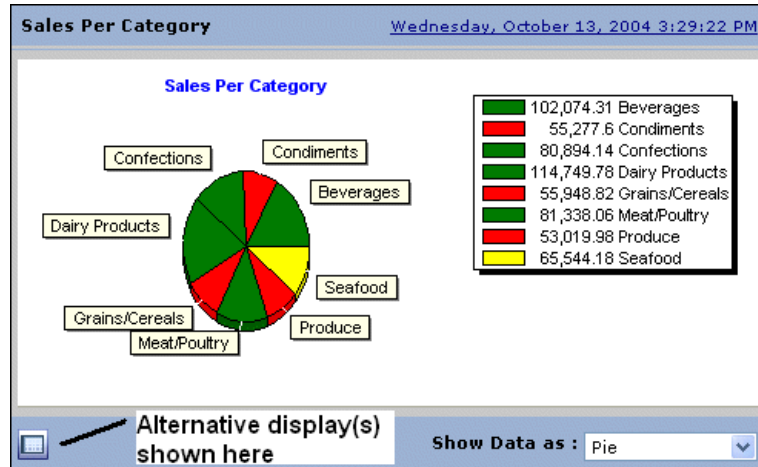 Sales Per Category
Wednesday, October 13, 2004 3:29:22 PM
Sales Per Category
102,074.31 Beverages
55,277.6 Condiments
80,894.14 Confections
114,749.78 Dairy Products
55,948.82 Grains/Cereals
81,338.06 Meat/Poultry
53,019.98 Produce
65,544.18 Seafood
Confections
Condiments
Beverages
Dairy Products
Seafood
Grains/Cereals
Produce
Meat/Poultry
Alternative display(s)
shown here
Show Data as : Pie